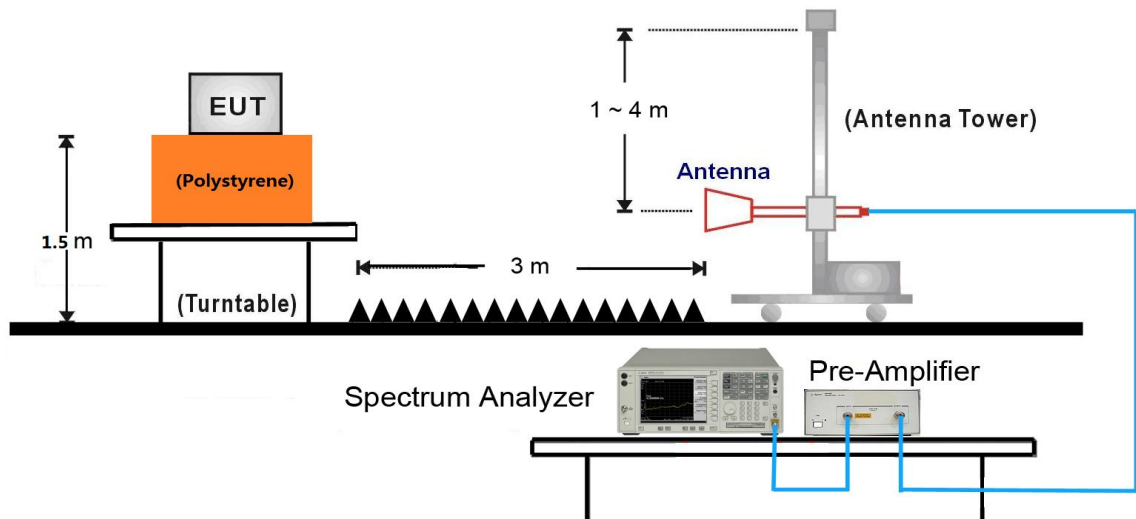 EUT
(Polystyrene)
1.5 m
(Turntable)
3 m
1 ~ 4 m
Antenna
(Antenna Tower)
Spectrum Analyzer
Pre-Amplifier